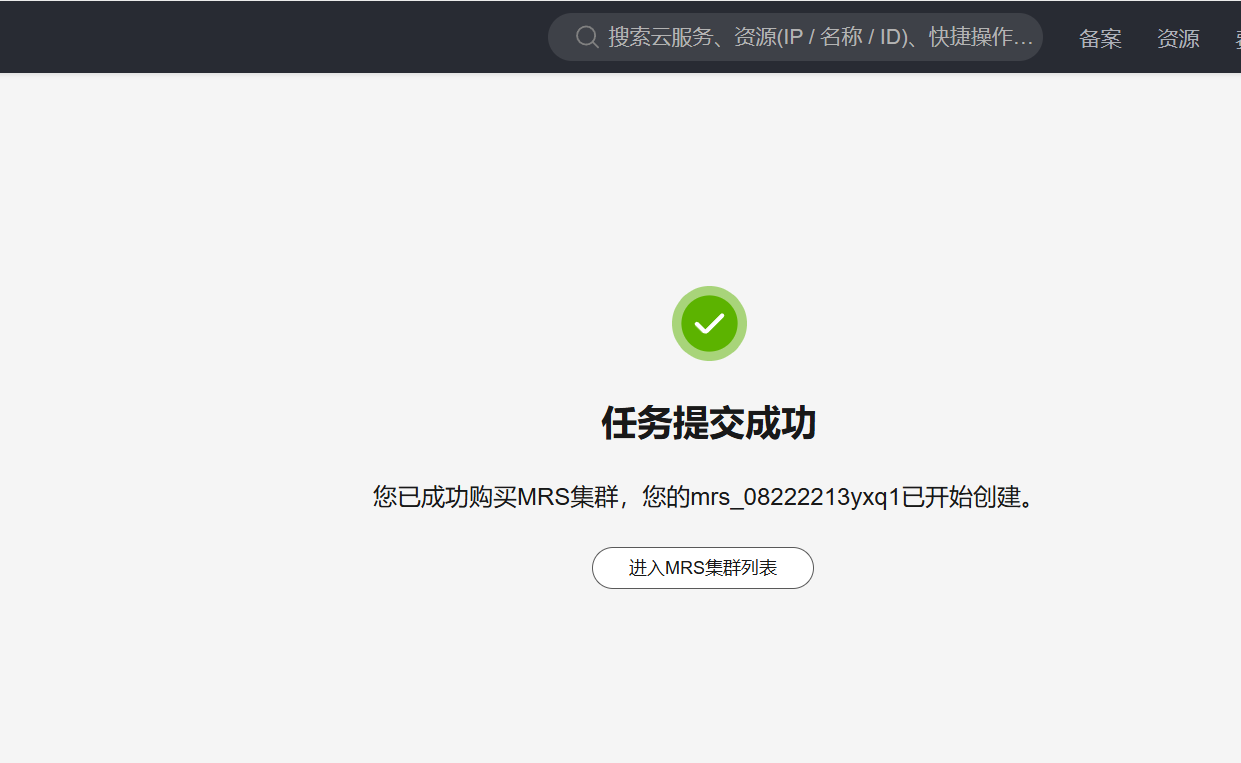 搜索云服务、资源(IP / 名称 / ID)、快捷操作… 备案 资源
任务提交成功
您已成功购买MRS集群，您的mrs_08222213yxq1已开始创建。
进入MRS集群列表